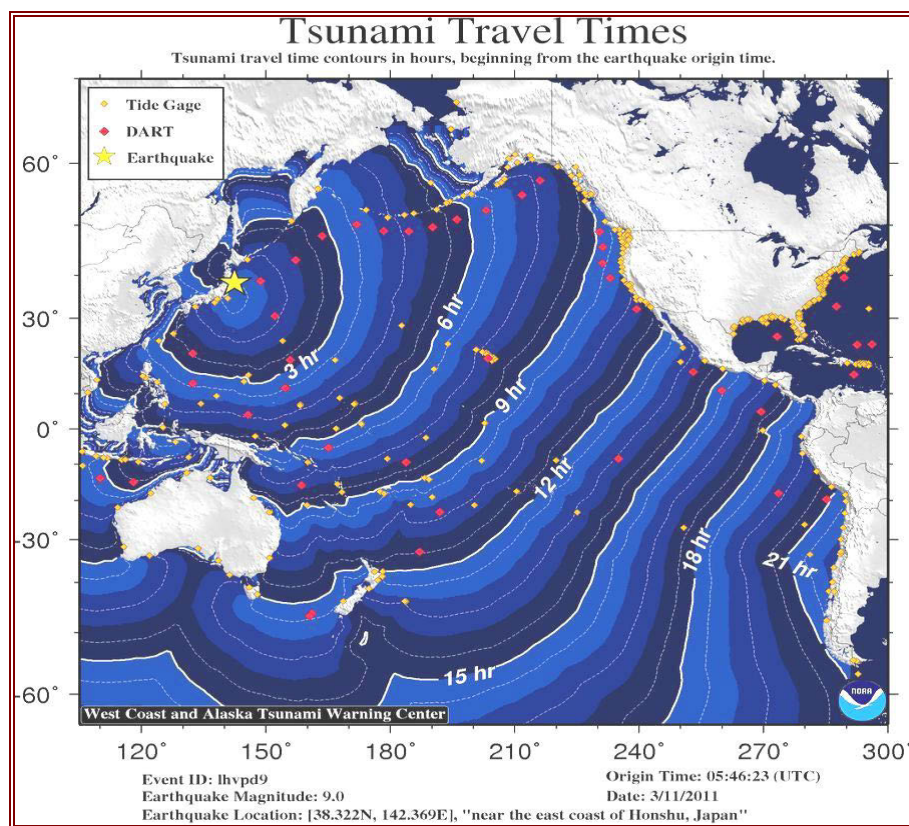 Tsunami Travel Times
Tsunami travel time contours in hours, beginning from the earthquake origin time.
Tide Gage
DART
Earthquake
60°
30°
0°
-30°
-60°
3 hr
6 hr
9 hr
12 hr
15 hr
18 hr
21 hr
West Coast and Alaska Tsunami Warning Center
NOAA
120° 150° 180° 210° 240° 270° 300°
Event ID: lhvpd9
Earthquake Magnitude: 9.0
Earthquake Location: [38.322N, 142.369E], "near the east coast of Honshu, Japan"
Origin Time: 05:46:23 (UTC)
Date: 3/11/2011